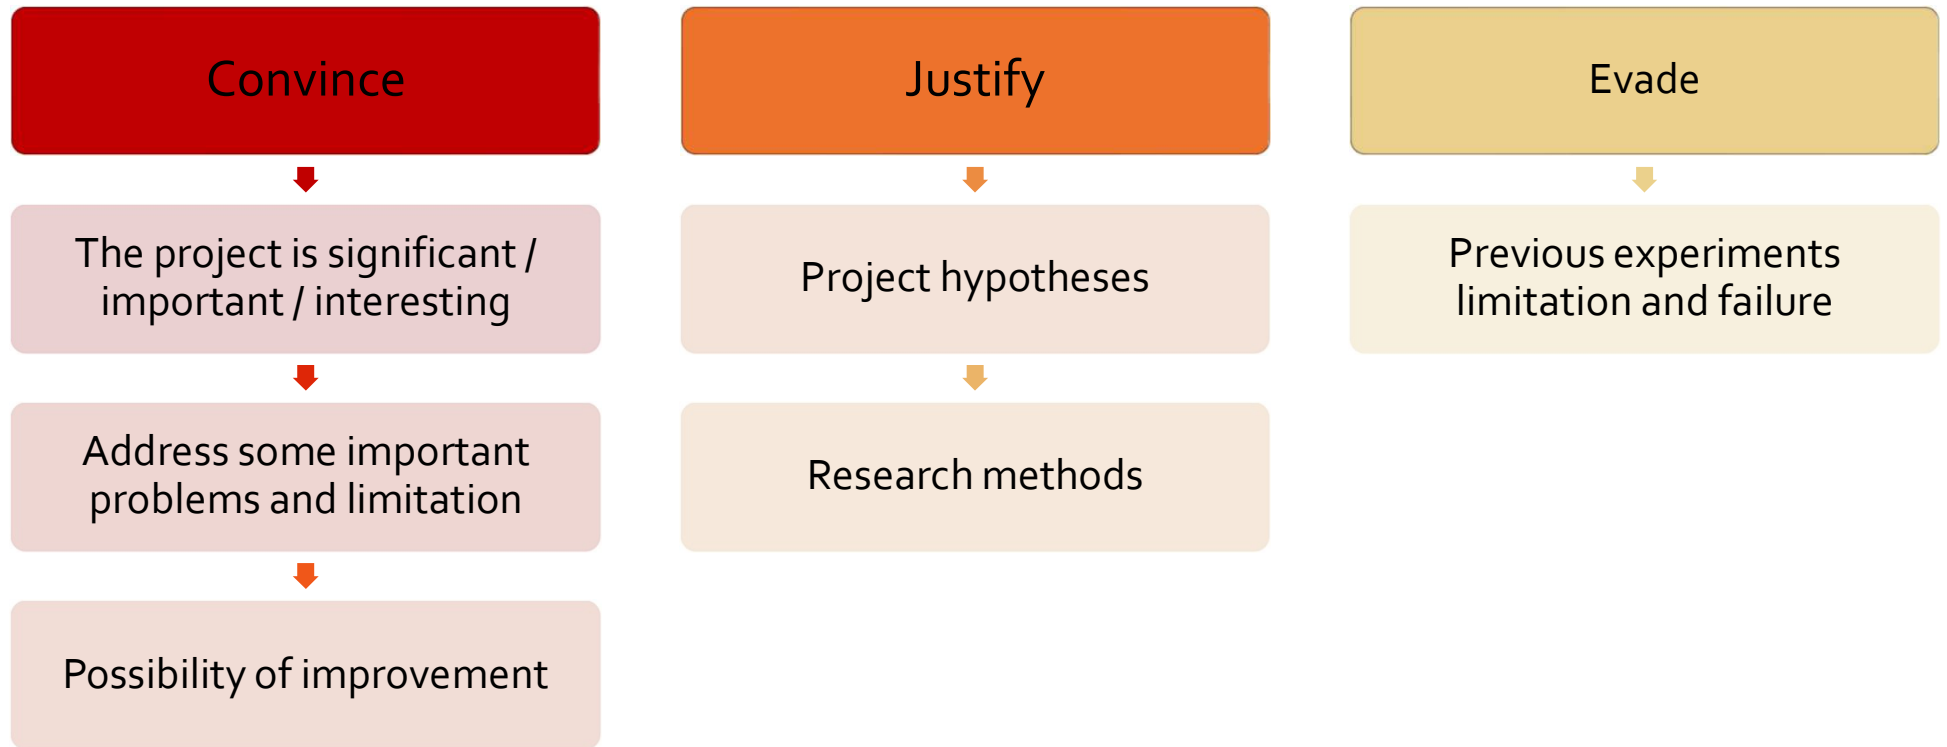 Convince
The project is significant /
important / interesting
Address some important
problems and limitation
Possibility of improvement
Justify
Project hypotheses
Research methods
Evade
Previous experiments
limitation and failure